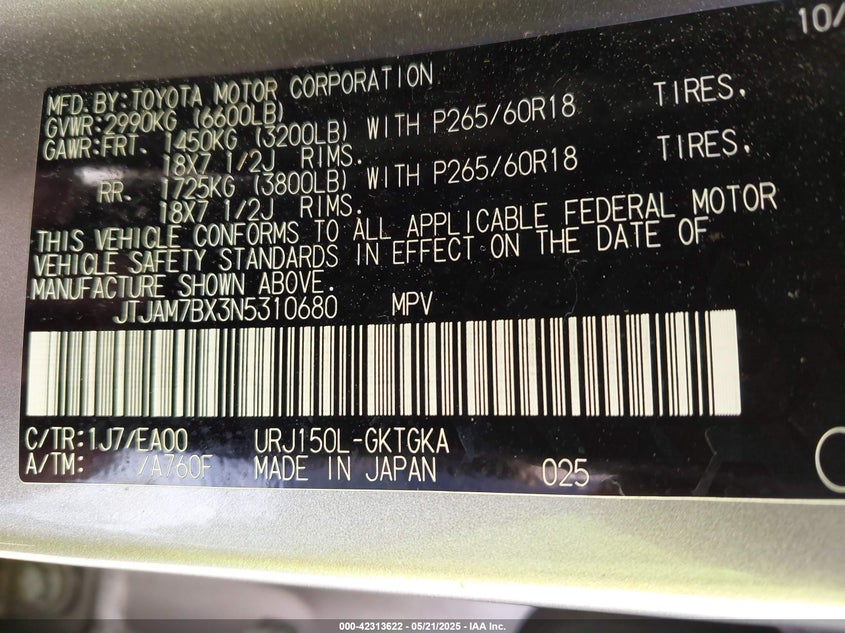 10/
MFD. BY: TOYOTA MOTOR CORPORATION
GVWR: 2990KG (6600LB)
GAWR: FRT. 1450KG (3200LB) WITH P265/60R18 TIRES,
18X7 1/2J RIMS.
RR. 1725KG (3800LB) WITH P265/60R18 TIRES,
18X7 1/2J RIMS.
THIS VEHICLE CONFORMS TO ALL APPLICABLE FEDERAL MOTOR
VEHICLE SAFETY STANDARDS IN EFFECT ON THE DATE OF
MANUFACTURE SHOWN ABOVE.
JTJAM7BX3N5310680 MPV
C/TR: 1J7/EA00 URJ150L-GKTGKA
A/TM: /A760F MADE IN JAPAN 025
000-42313622 - 05/21/2025 - IAA Inc.